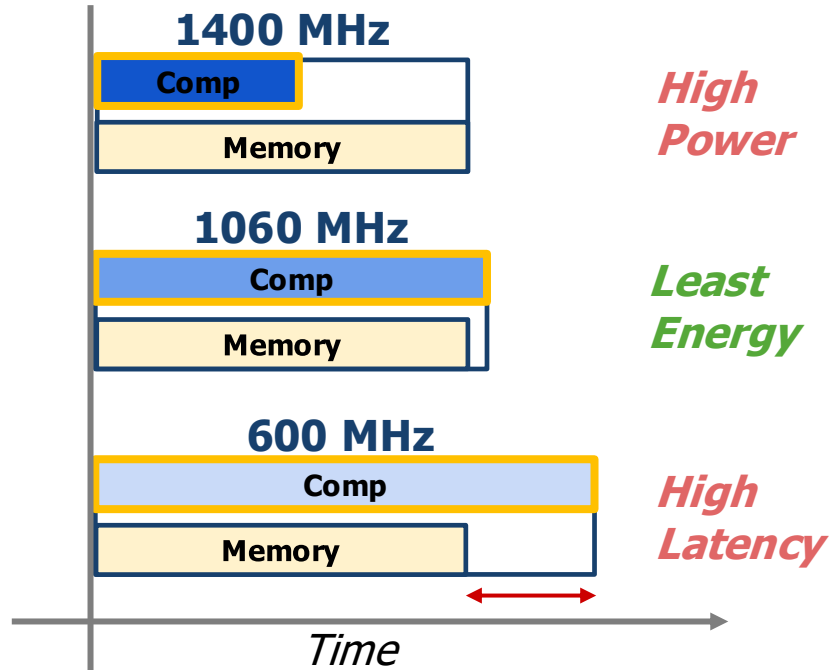 1400 MHz
Comp
Memory
High
Power
1060 MHz
Comp
Memory
Least
Energy
600 MHz
Comp
Memory
High
Latency
Time